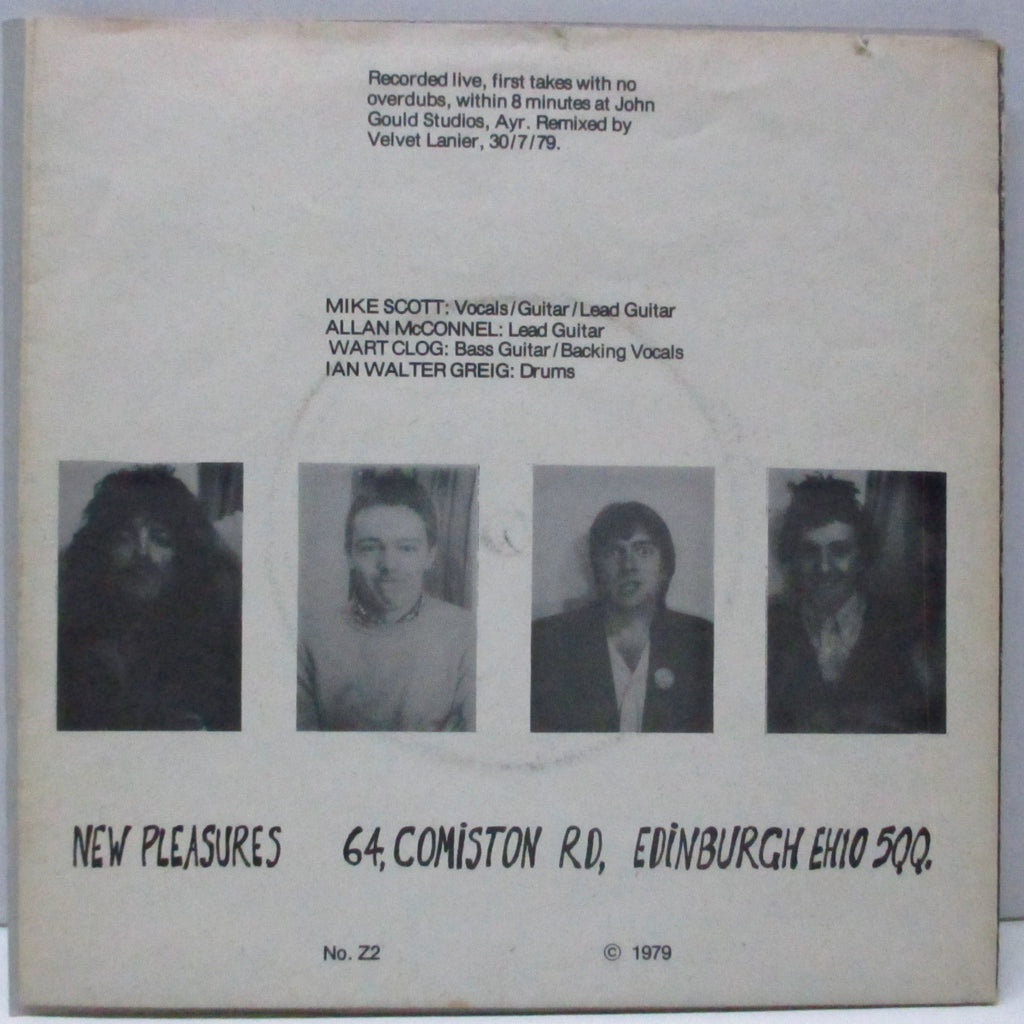 Recorded live, first takes with no
overdubs, within 8 minutes at John
Gould Studios, Ayr. Remixed by
Velvet Lanier, 30/7/79.
MIKE SCOTT: Vocals/Guitar/Lead Guitar
ALLAN McCONNEL: Lead Guitar
WART CLOG: Bass Guitar/Backing Vocals
IAN WALTER GREIG: Drums
NEW PLEASURES 64, COMISTON RD, EDINBURGH EH10 5QQ.
No. Z2 © 1979